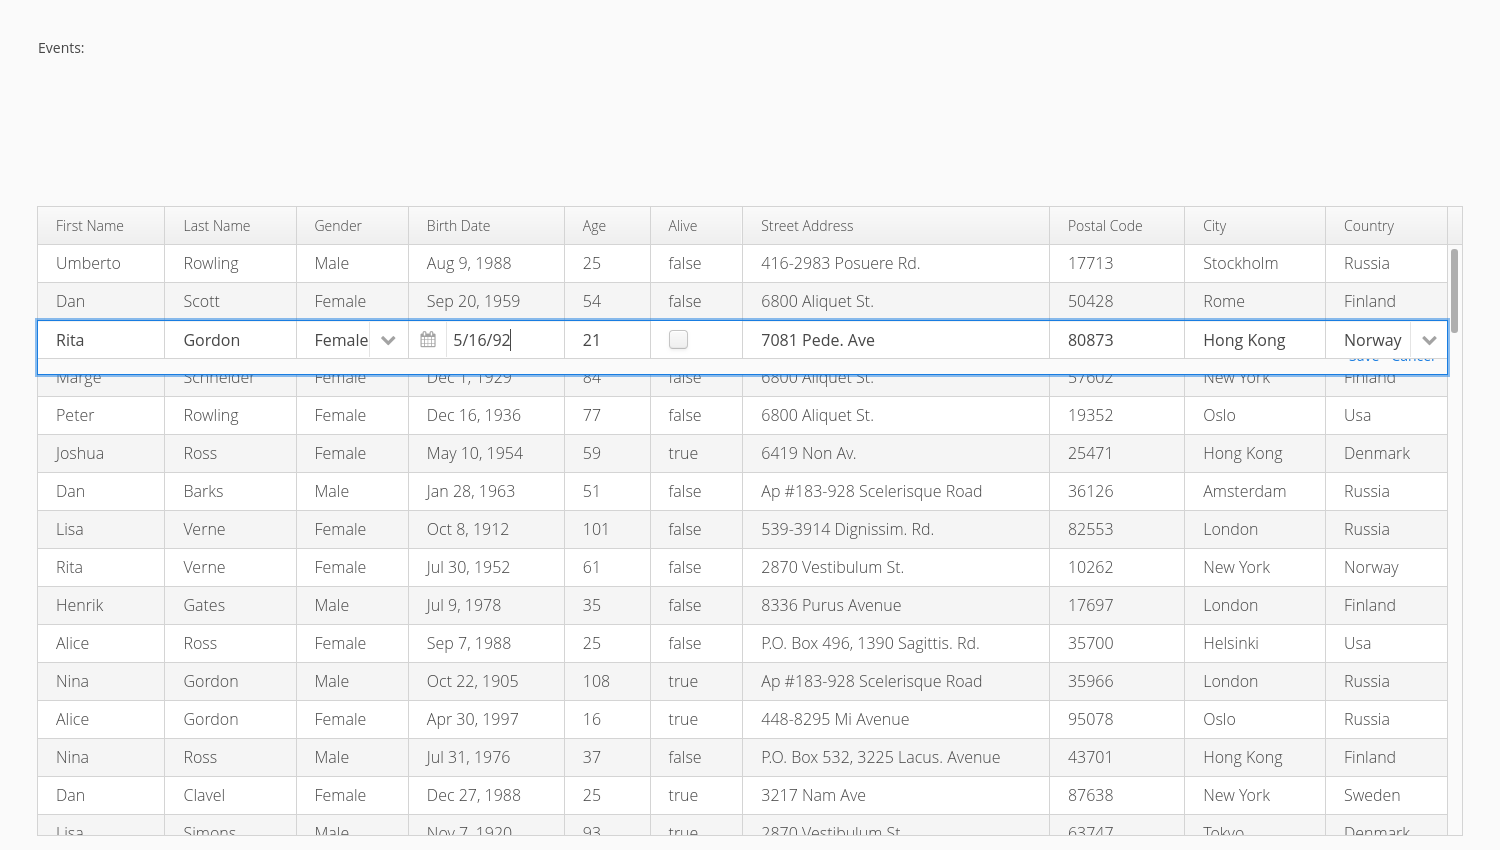 Events:
First Name Last Name Gender Birth Date Age Alive Street Address Postal Code City Country
Umberto Rowling Male Aug 9, 1988 25 false 416-2983 Posuere Rd. 17713 Stockholm Russia
Dan Scott Female Sep 20, 1959 54 false 6800 Aliquet St. 50428 Rome Finland
Rita Gordon Female 5/16/92 21 7081 Pede. Ave 80873 Hong Kong Norway
Save Cancel
Marge Schneider Female Dec 1, 1929 84 false 6800 Aliquet St. 57602 New York Finland
Peter Rowling Female Dec 16, 1936 77 false 6800 Aliquet St. 19352 Oslo Usa
Joshua Ross Female May 10, 1954 59 true 6419 Non Av. 25471 Hong Kong Denmark
Dan Barks Male Jan 28, 1963 51 false Ap #183-928 Scelerisque Road 36126 Amsterdam Russia
Lisa Verne Female Oct 8, 1912 101 false 539-3914 Dignissim. Rd. 82553 London Russia
Rita Verne Female Jul 30, 1952 61 false 2870 Vestibulum St. 10262 New York Norway
Henrik Gates Male Jul 9, 1978 35 false 8336 Purus Avenue 17697 London Finland
Alice Ross Female Sep 7, 1988 25 false P.O. Box 496, 1390 Sagittis. Rd. 35700 Helsinki Usa
Nina Gordon Male Oct 22, 1905 108 true Ap #183-928 Scelerisque Road 35966 London Russia
Alice Gordon Female Apr 30, 1997 16 true 448-8295 Mi Avenue 95078 Oslo Russia
Nina Ross Male Jul 31, 1976 37 false P.O. Box 532, 3225 Lacus. Avenue 43701 Hong Kong Finland
Dan Clavel Female Dec 27, 1988 25 true 3217 Nam Ave 87638 New York Sweden
Lisa Simons Male Nov 7, 1920 93 true 2870 Vestibulum St. 63747 Tokyo Denmark